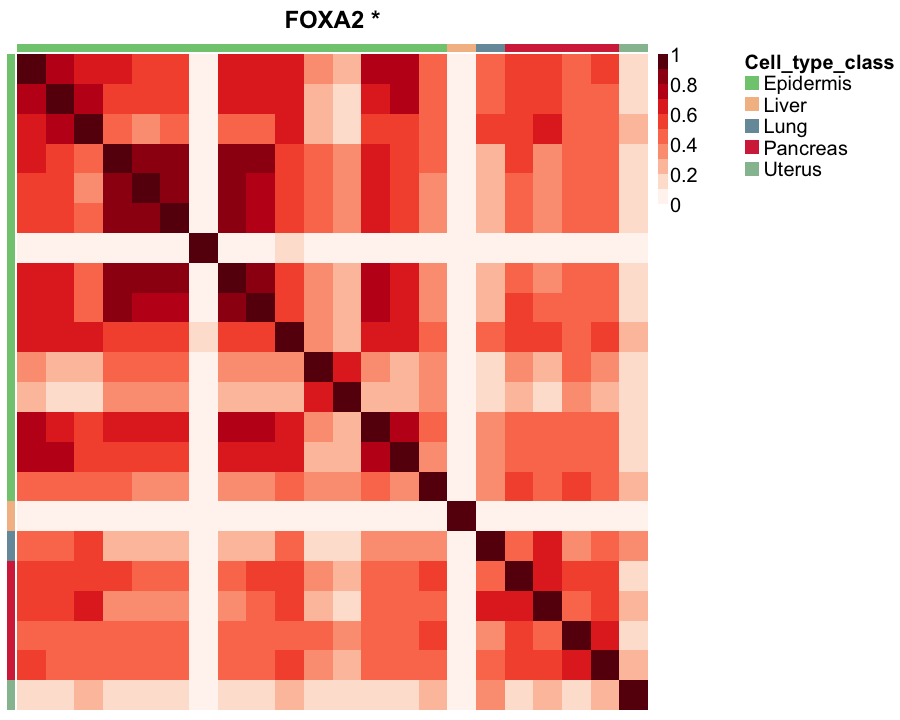 FOXA2 *
1
0.8
0.6
0.4
0.2
0
Cell_type_class
Epidermis
Liver
Lung
Pancreas
Uterus